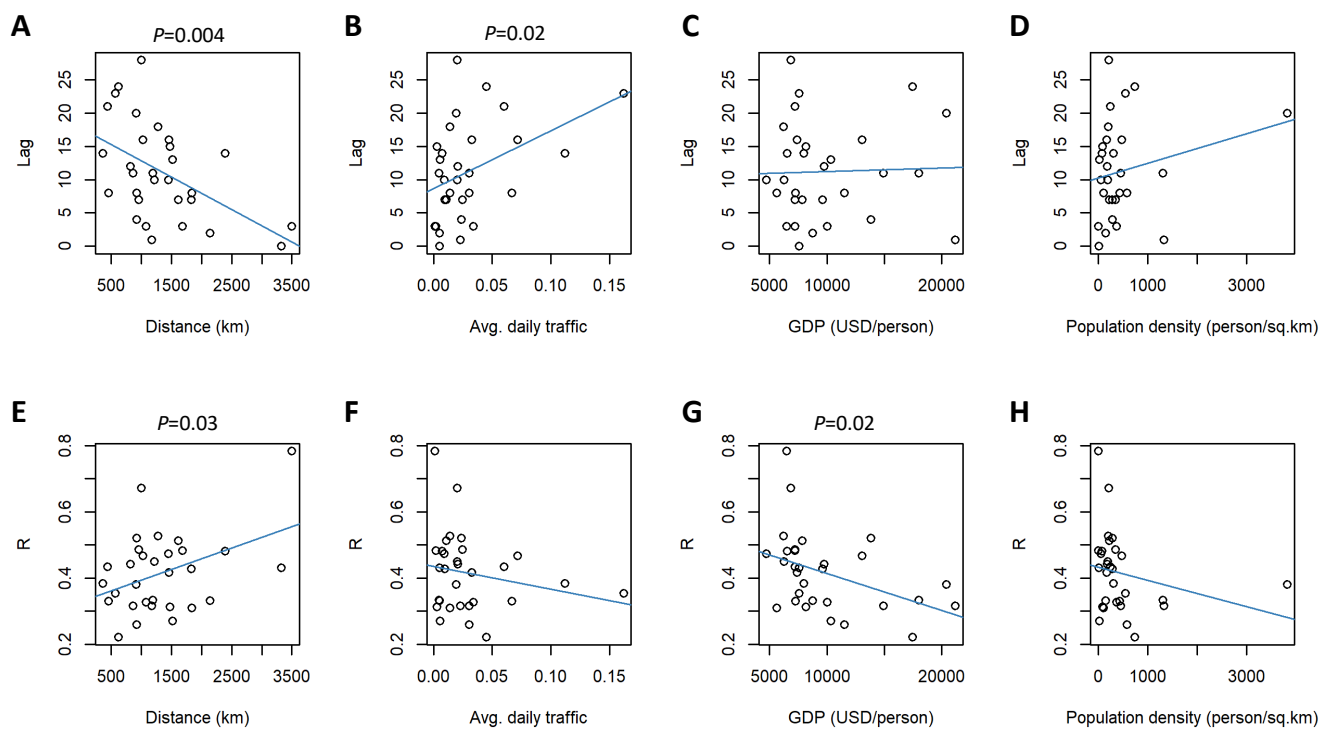 A
P=0.004
B
P=0.02
C
D
Lag
0 5 10 15 20 25
500 1500 2500 3500
Distance (km)
Lag
0 5 10 15 20 25
0.00 0.05 0.10 0.15
Avg. daily traffic
Lag
0 5 10 15 20 25
5000 10000 20000
GDP (USD/person)
Lag
0 5 10 15 20 25
0 1000 3000
Population density (person/sq.km)
E
P=0.03
F
G
P=0.02
H
R
0.2 0.4 0.6 0.8
500 1500 2500 3500
Distance (km)
R
0.2 0.4 0.6 0.8
0.00 0.05 0.10 0.15
Avg. daily traffic
R
0.2 0.4 0.6 0.8
5000 10000 20000
GDP (USD/person)
R
0.2 0.4 0.6 0.8
0 1000 3000
Population density (person/sq.km)